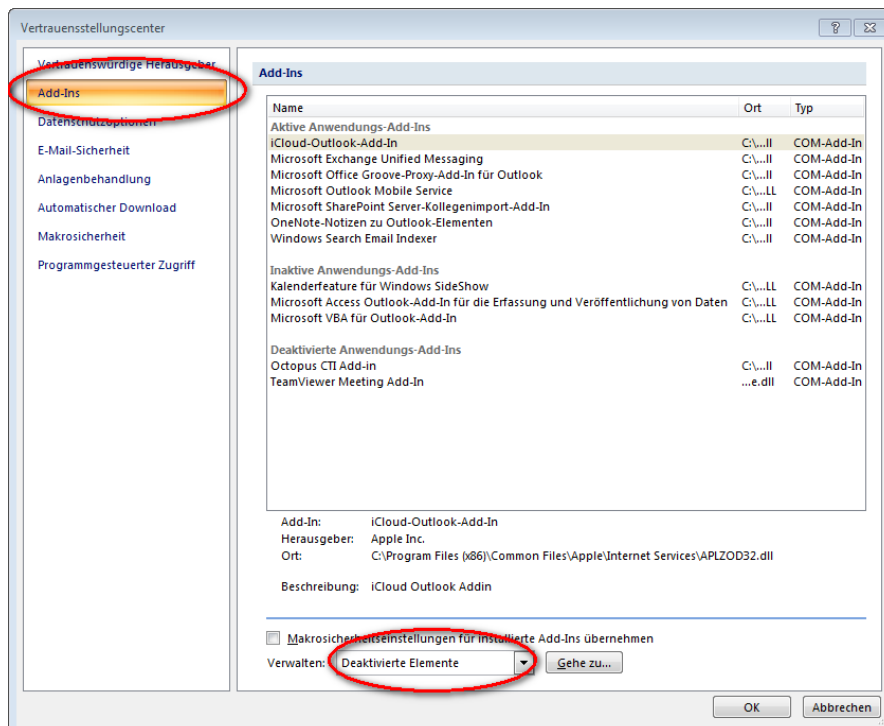 Vertrauensstellungscenter
Vertrauenswürdige Herausgeber
Add-Ins
Datenschutzoptionen
E-Mail-Sicherheit
Anlagenbehandlung
Automatischer Download
Makrosicherheit
Programmgesteuerter Zugriff
Add-Ins
Name Ort Typ
Aktive Anwendungs-Add-Ins
iCloud-Outlook-Add-In C:\...ll COM-Add-In
Microsoft Exchange Unified Messaging C:\...ll COM-Add-In
Microsoft Office Groove-Proxy-Add-In für Outlook C:\...ll COM-Add-In
Microsoft Outlook Mobile Service C:\...LL COM-Add-In
Microsoft SharePoint Server-Kollegenimport-Add-In C:\...ll COM-Add-In
OneNote-Notizen zu Outlook-Elementen C:\...ll COM-Add-In
Windows Search Email Indexer C:\...ll COM-Add-In
Inaktive Anwendungs-Add-Ins
Kalenderfeature für Windows SideShow C:\...LL COM-Add-In
Microsoft Access Outlook-Add-In für die Erfassung und Veröffentlichung von Daten C:\...LL COM-Add-In
Microsoft VBA für Outlook-Add-In C:\...LL COM-Add-In
Deaktivierte Anwendungs-Add-Ins
Octopus CTI Add-in C:\...ll COM-Add-In
TeamViewer Meeting Add-In ...e.dll COM-Add-In
Add-In: iCloud-Outlook-Add-In
Herausgeber: Apple Inc.
Ort: C:\Program Files (x86)\Common Files\Apple\Internet Services\APLZOD32.dll
Beschreibung: iCloud Outlook Addin
Makrosicherheitseinstellungen für installierte Add-Ins übernehmen
Verwalten: Deaktivierte Elemente Gehe zu...
OK Abbrechen